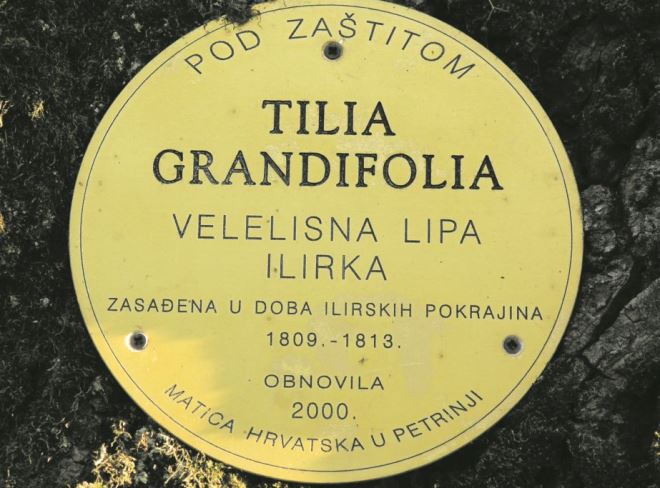 POD ZAŠTITOM
TILIA
GRANDIFOLIA
VELELISNA LIPA
ILIRKA
ZASAĐENA U DOBA ILIRSKIH POKRAJINA
1809.-1813.
OBNOVILA
2000.
MATICA HRVATSKA U PETRINJI